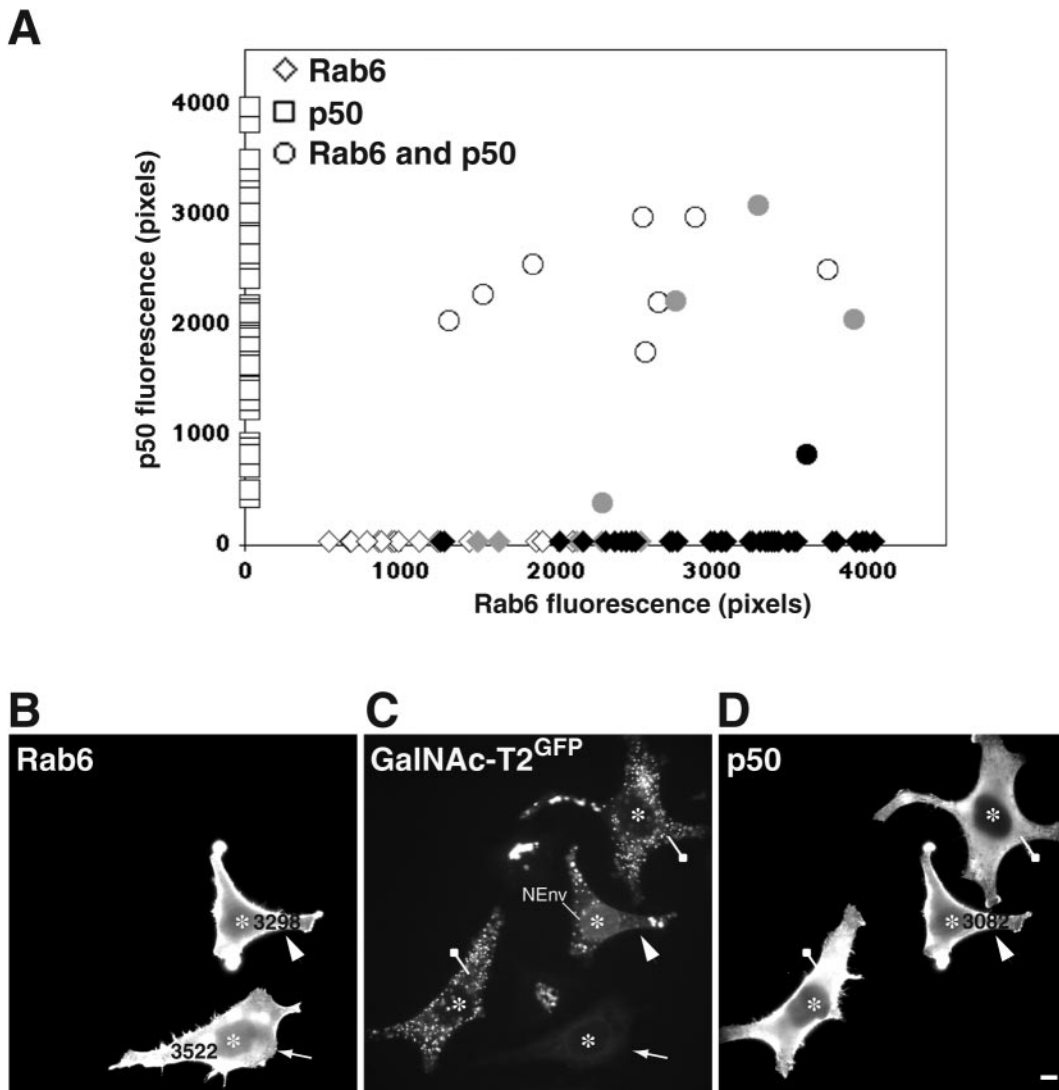 A
Rab6
p50
Rab6 and p50
p50 fluorescence (pixels)
4000
3000
2000
1000
0
0 1000 2000 3000 4000
Rab6 fluorescence (pixels)
B
Rab6
3298
3522
C
GalNAc-T2GFP
NEnv
D
p50
3082